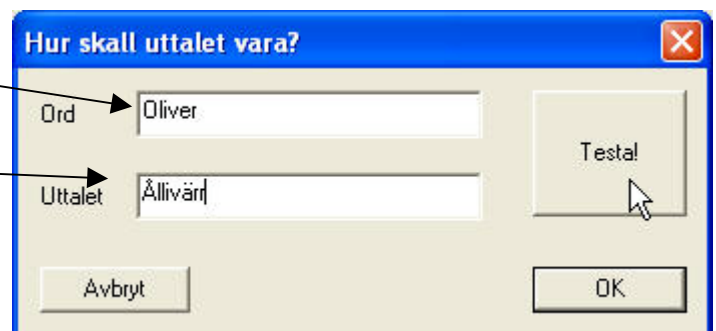 Hur skall uttalet vara?
Ord
Oliver
Testa!
Uttalet
Ållivärr
Avbryt
OK